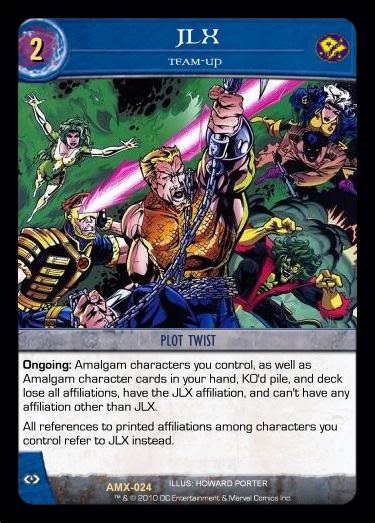 2
JLX
TEAM-UP
PLOT TWIST
Ongoing: Amalgam characters you control, as well as
Amalgam character cards in your hand, KO'd pile, and deck
lose all affiliations, have the JLX affiliation, and can't have any
affiliation other than JLX.
All references to printed affiliations among characters you
control refer to JLX instead.
AMX-024
ILLUS: HOWARD PORTER
™ & © 2010 DC Entertainment & Marvel Comics Inc.